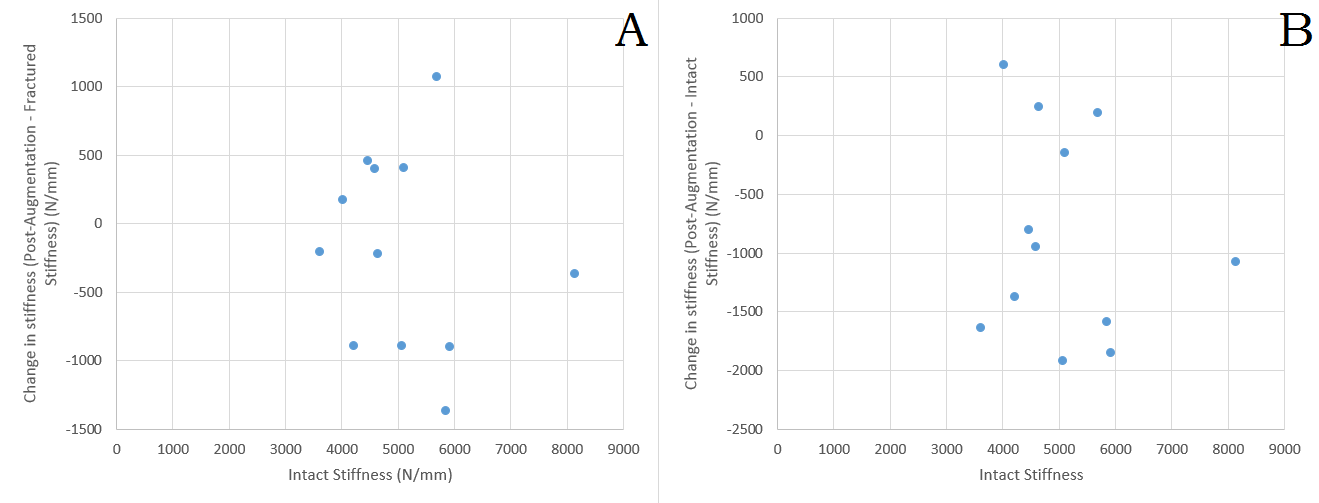 A
Change in stiffness (Post-Augmentation - Fractured
Stiffness) (N/mm)
1500
1000
500
0
-500
-1000
-1500
0 1000 2000 3000 4000 5000 6000 7000 8000 9000
Intact Stiffness (N/mm)
B
Change in stiffness (Post-Augmentation - Intact
Stiffness) (N/mm)
1000
500
0
-500
-1000
-1500
-2000
-2500
0 1000 2000 3000 4000 5000 6000 7000 8000 9000
Intact Stiffness